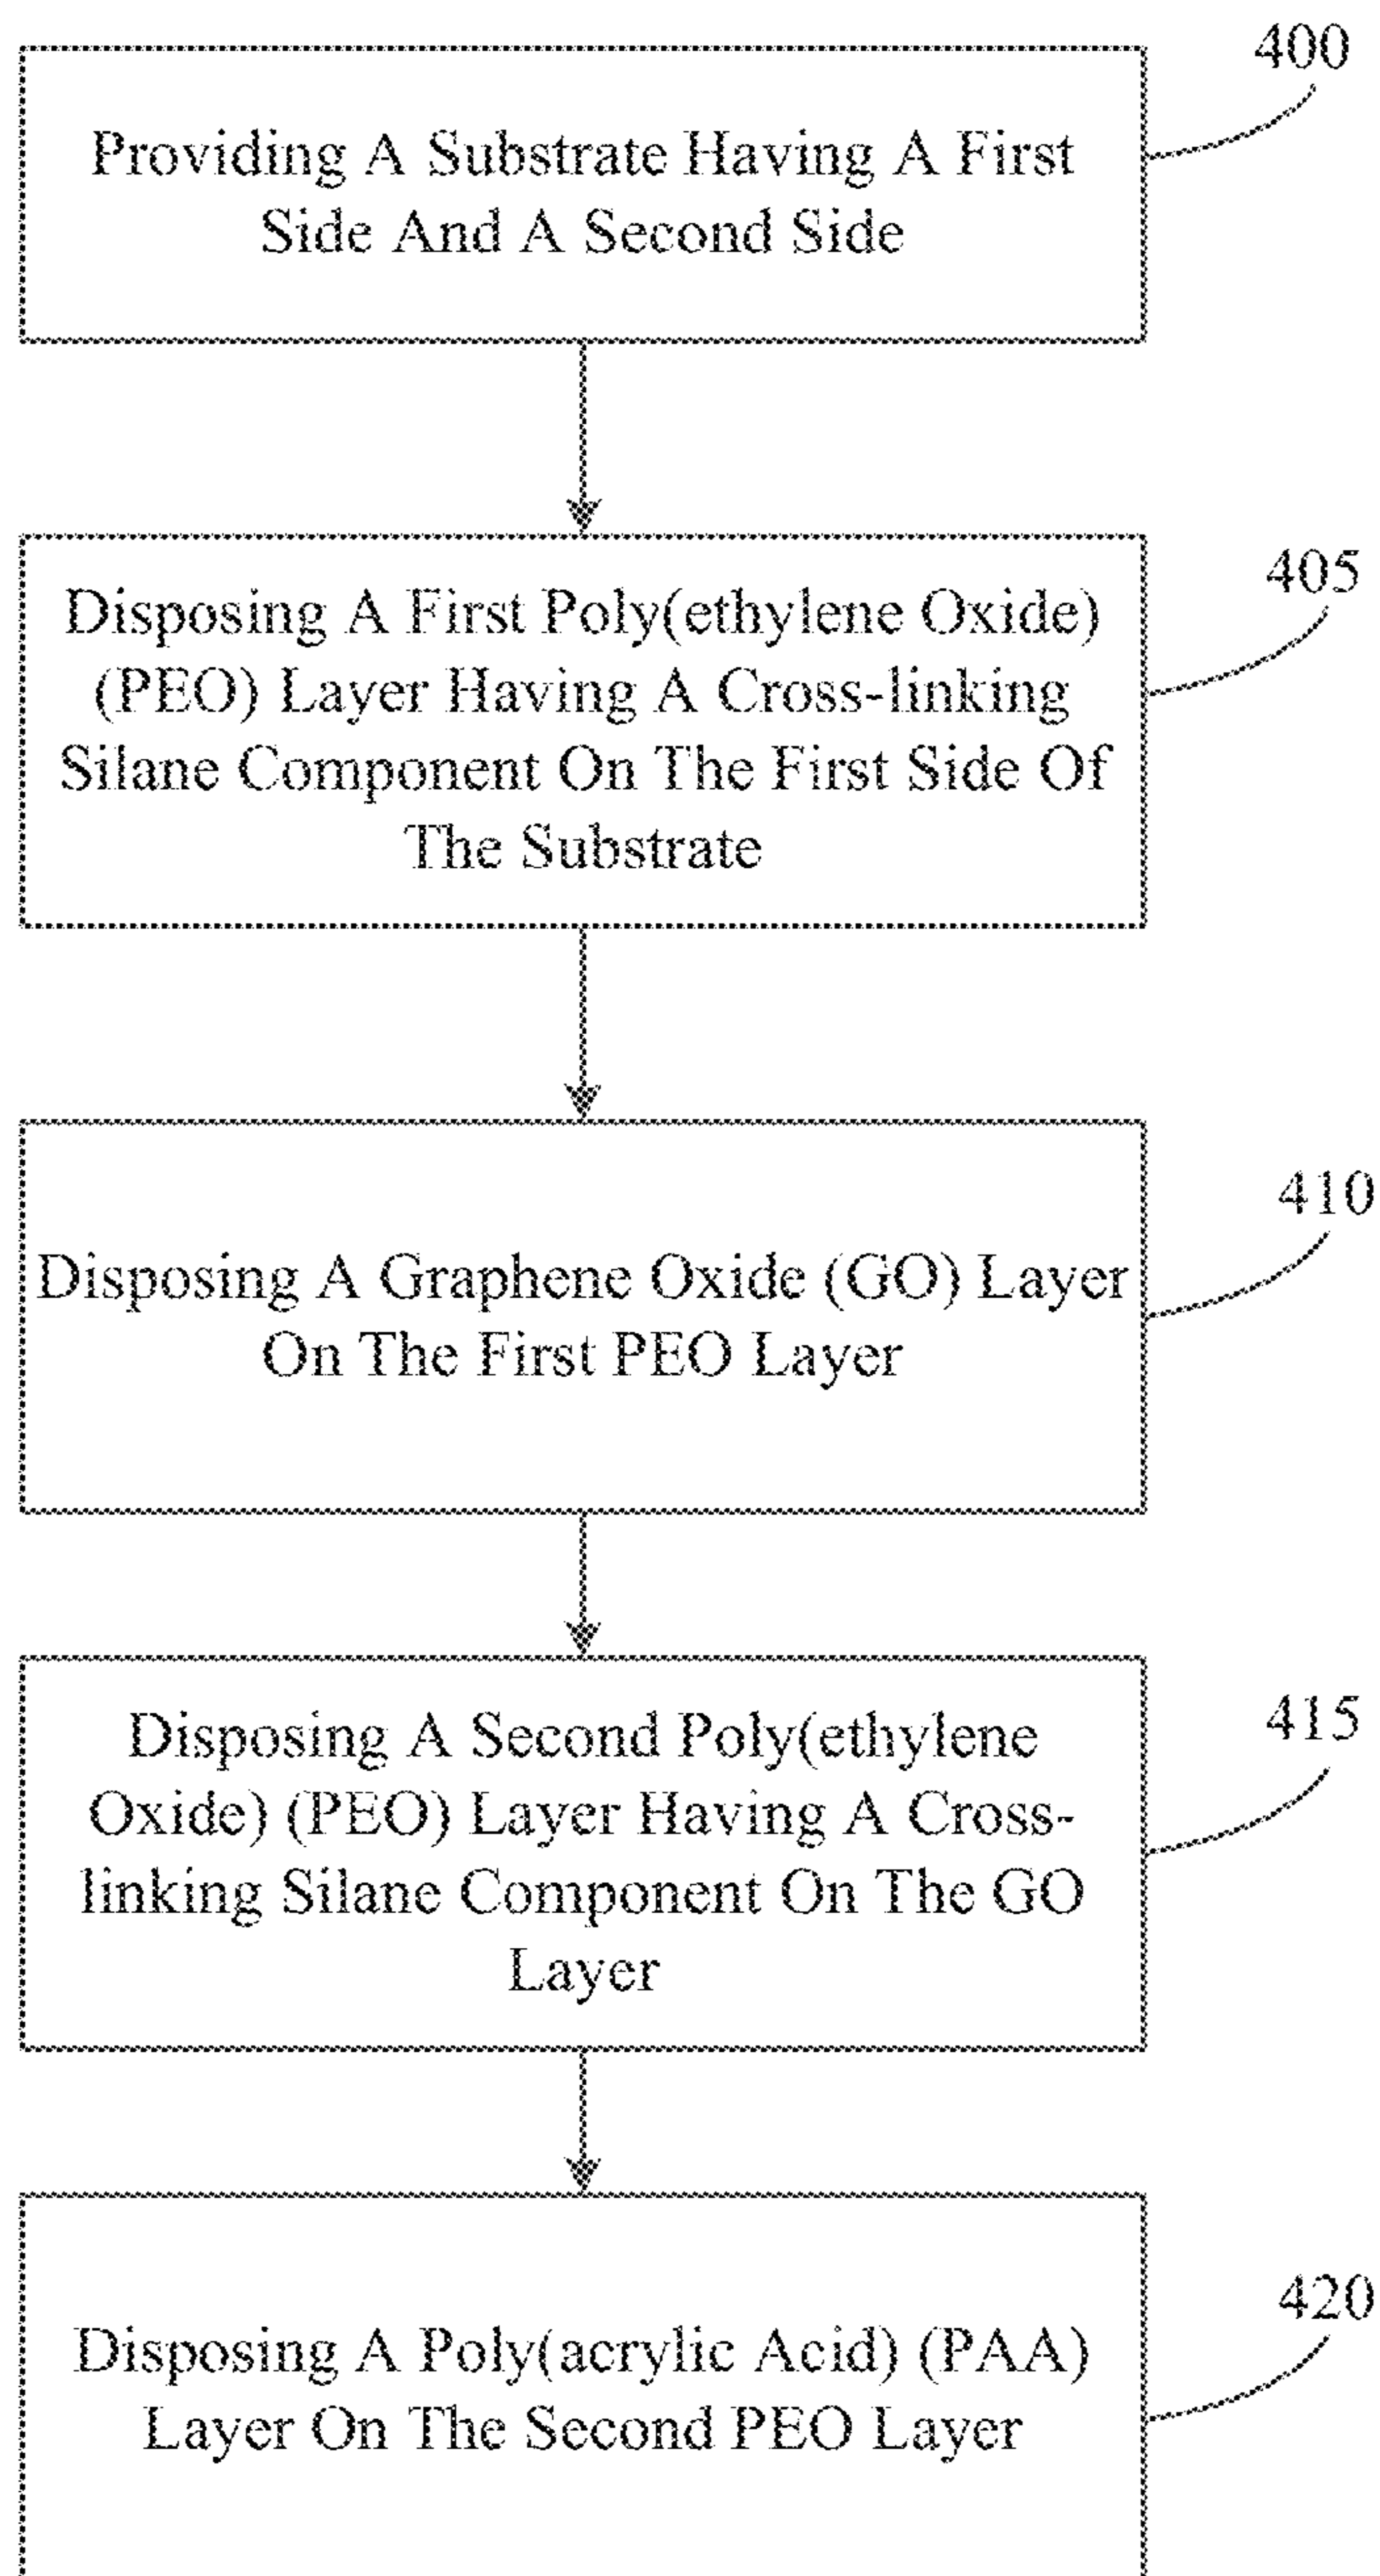 400
Providing A Substrate Having A First
Side And A Second Side
405
Disposing A First Poly(ethylene Oxide)
(PEO) Layer Having A Cross-linking
Silane Component On The First Side Of
The Substrate
410
Disposing A Graphene Oxide (GO) Layer
On The First PEO Layer
415
Disposing A Second Poly(ethylene
Oxide) (PEO) Layer Having A Cross-
linking Silane Component On The GO
Layer
420
Disposing A Poly(acrylic Acid) (PAA)
Layer On The Second PEO Layer